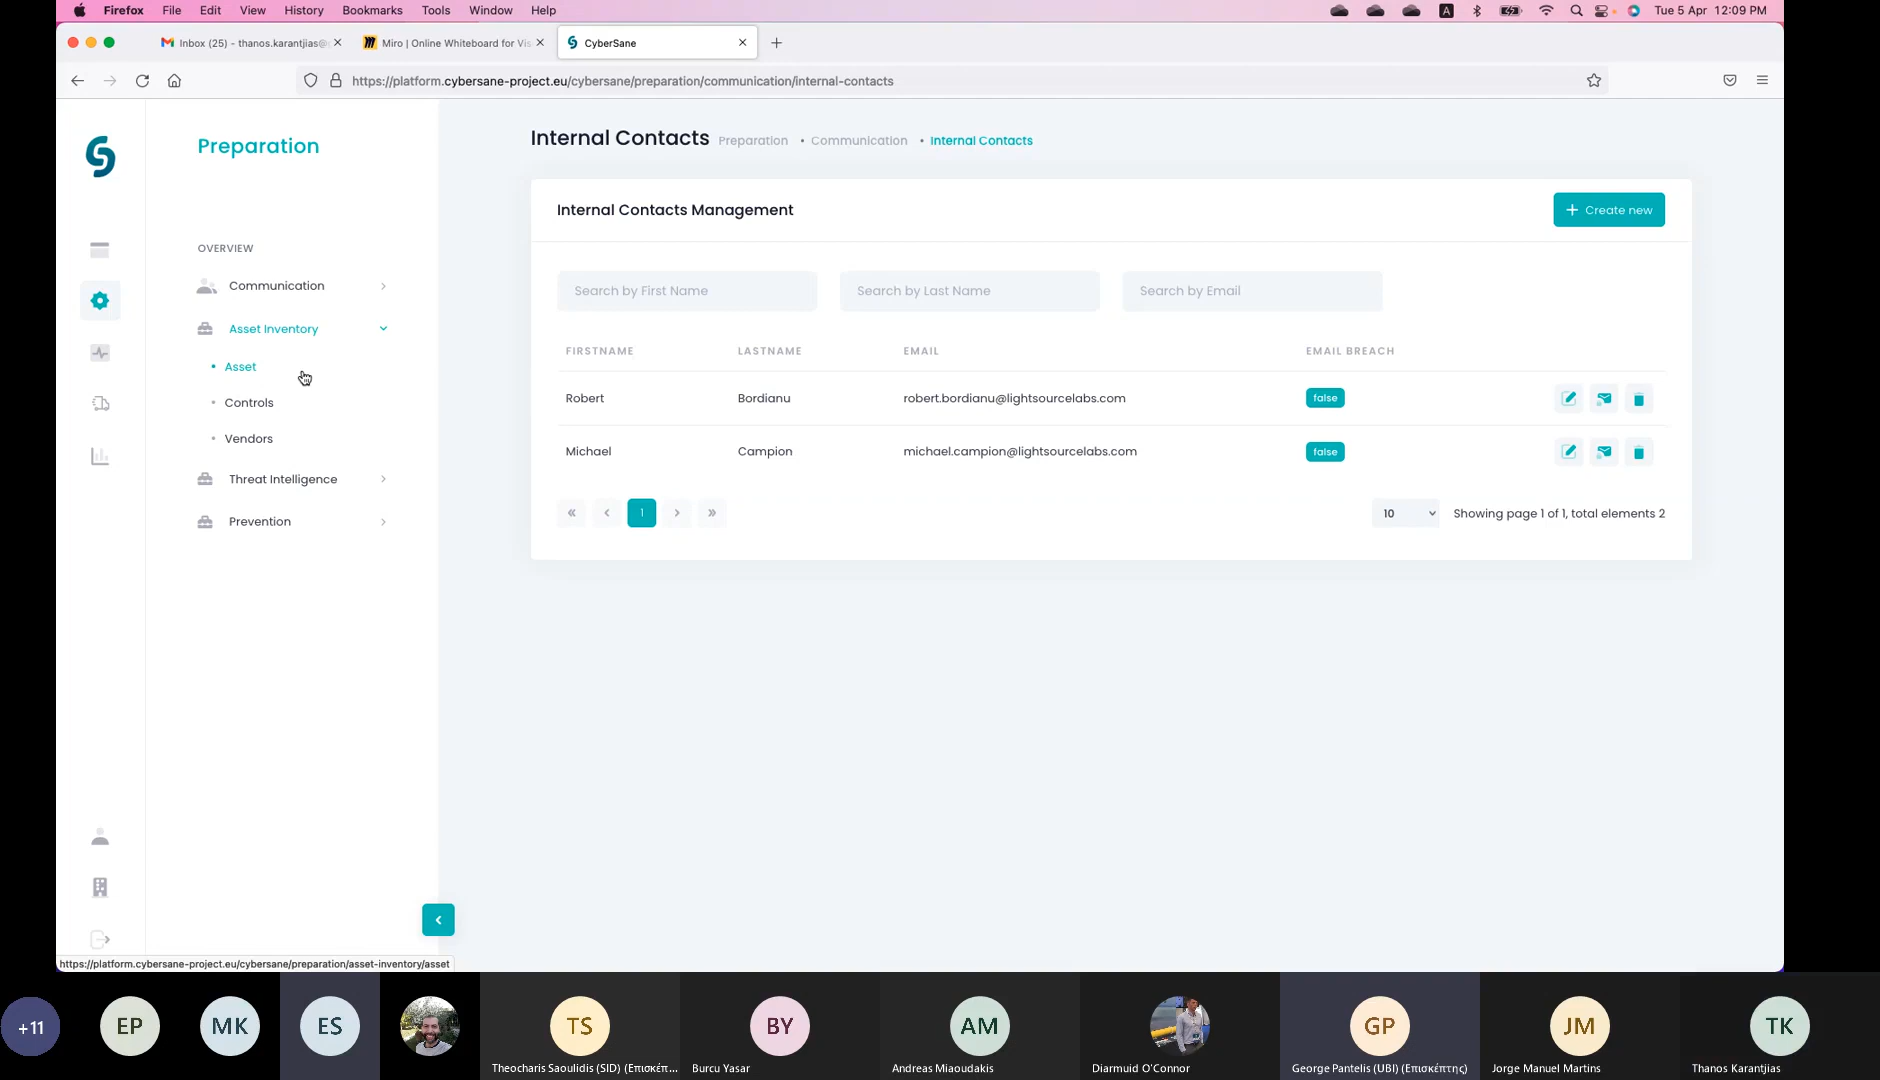 Firefox File Edit View History Bookmarks Tools Window Help A Tue 5 Apr 12:09 PM
Inbox (25) - thanos.karantjias@ Miro | Online Whiteboard for Vis CyberSane
https://platform.cybersane-project.eu/cybersane/preparation/communication/internal-contacts
Preparation
OVERVIEW
Communication
Asset Inventory
Asset
Controls
Vendors
Threat Intelligence
Prevention
Internal Contacts Preparation • Communication • Internal Contacts
Internal Contacts Management + Create new
Search by First Name Search by Last Name Search by Email
FIRSTNAME LASTNAME EMAIL EMAIL BREACH
Robert Bordianu robert.bordianu@lightsourcelabs.com false
Michael Campion michael.campion@lightsourcelabs.com false
« ‹ 1 › » 10 Showing page 1 of 1, total elements 2
https://platform.cybersane-project.eu/cybersane/preparation/asset-inventory/asset
+11 EP MK ES TS BY AM GP JM TK
Theocharis Saoulidis (SID) (Επισκέπ... Burcu Yasar Andreas Miaoudakis Diarmuid O'Connor George Pantelis (UBI) (Επισκέπτης) Jorge Manuel Martins Thanos Karantjias